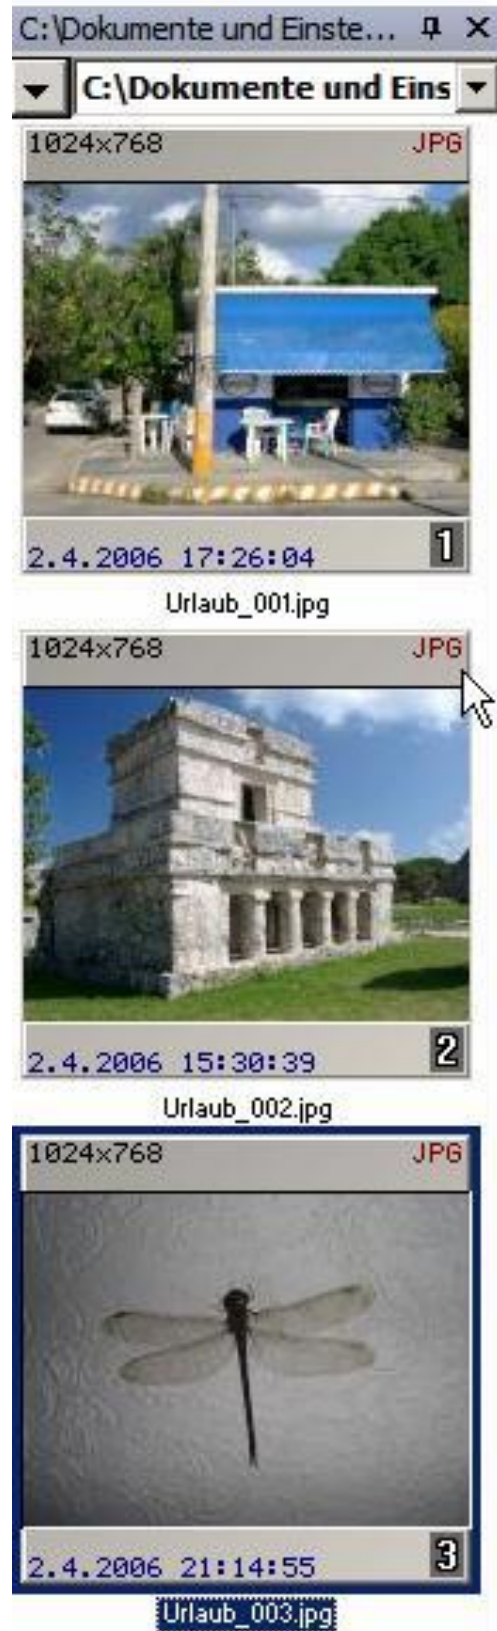 C:\Dokumente und Einste...
C:\Dokumente und Eins
1024x768 JPG
2.4.2006 17:26:04 1
Urlaub_001.jpg
1024x768 JPG
2.4.2006 15:30:39 2
Urlaub_002.jpg
1024x768 JPG
2.4.2006 21:14:55 3
Urlaub_003.jpg